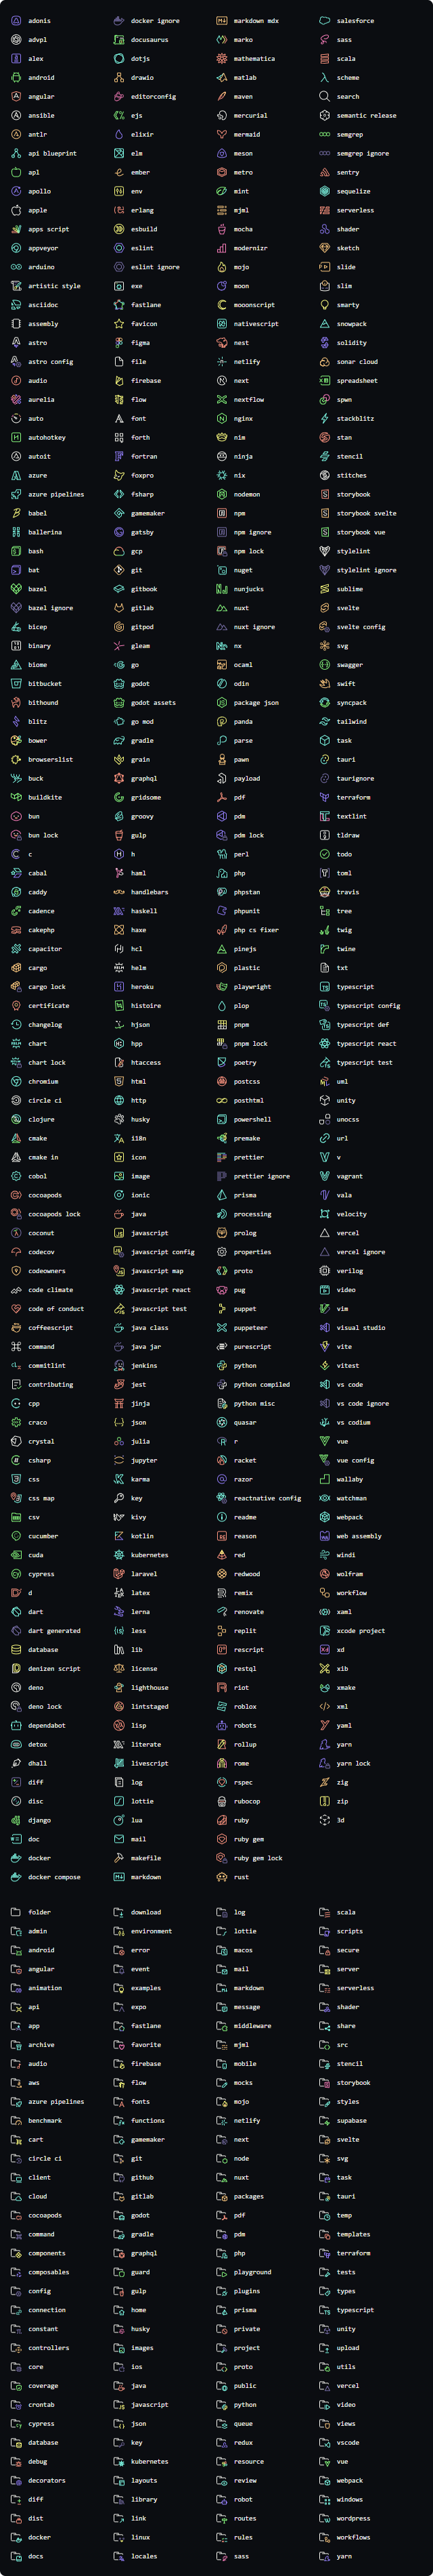 adonis
advpl
alex
android
angular
ansible
antlr
api blueprint
apl
apollo
apple
apps script
appveyor
arduino
artistic style
asciidoc
assembly
astro
astro config
audio
aurelia
auto
autohotkey
autoit
azure
azure pipelines
babel
ballerina
bash
bat
bazel
bazel ignore
bicep
binary
biome
bitbucket
bithound
blitz
bower
browserslist
buck
buildkite
bun
bun lock
c
cabal
caddy
cadence
cakephp
capacitor
cargo
cargo lock
certificate
changelog
chart
chart lock
chromium
circle ci
clojure
cmake
cmake in
cobol
cocoapods
cocoapods lock
coconut
codecov
codeowners
code climate
code of conduct
coffeescript
command
commitlint
contributing
cpp
craco
crystal
csharp
css
css map
csv
cucumber
cuda
cypress
d
dart
dart generated
database
denizen script
deno
deno lock
dependabot
detox
dhall
diff
disc
django
doc
docker
docker compose
docker ignore
docusaurus
dotjs
drawio
editorconfig
ejs
elixir
elm
ember
env
erlang
esbuild
eslint
eslint ignore
exe
fastlane
favicon
figma
file
firebase
flow
font
forth
fortran
foxpro
fsharp
gamemaker
gatsby
gcp
git
gitbook
gitlab
gitpod
gleam
go
godot
godot assets
go mod
gradle
grain
graphql
gridsome
groovy
gulp
h
haml
handlebars
haskell
haxe
hcl
helm
heroku
histoire
hjson
hpp
htaccess
html
http
husky
i18n
icon
image
ionic
java
javascript
javascript config
javascript map
javascript react
javascript test
java class
java jar
jenkins
jest
jinja
json
julia
jupyter
karma
key
kivy
kotlin
kubernetes
laravel
latex
lerna
less
lib
license
lighthouse
lintstaged
lisp
literate
livescript
log
lottie
lua
mail
makefile
markdown
markdown mdx
marko
mathematica
matlab
maven
mercurial
mermaid
meson
metro
mint
mjml
mocha
modernizr
mojo
moon
mooonscript
nativescript
nest
netlify
next
nextflow
nginx
nim
ninja
nix
nodemon
npm
npm ignore
npm lock
nuget
nunjucks
nuxt
nuxt ignore
nx
ocaml
odin
package json
panda
parse
pawn
payload
pdf
pdm
pdm lock
perl
php
phpstan
phpunit
php cs fixer
pinejs
plastic
playwright
plop
pnpm
pnpm lock
poetry
postcss
posthtml
powershell
premake
prettier
prettier ignore
prisma
processing
prolog
properties
proto
pug
puppet
puppeteer
purescript
python
python compiled
python misc
quasar
r
racket
razor
reactnative config
readme
reason
red
redwood
remix
renovate
replit
rescript
restql
riot
roblox
robots
rollup
rome
rspec
rubocop
ruby
ruby gem
ruby gem lock
rust
salesforce
sass
scala
scheme
search
semantic release
semgrep
semgrep ignore
sentry
sequelize
serverless
shader
sketch
slide
slim
smarty
snowpack
solidity
sonar cloud
spreadsheet
spwn
stackblitz
stan
stencil
stitches
storybook
storybook svelte
storybook vue
stylelint
stylelint ignore
sublime
svelte
svelte config
svg
swagger
swift
syncpack
tailwind
task
tauri
taurignore
terraform
textlint
tldraw
todo
toml
travis
tree
twig
twine
txt
typescript
typescript config
typescript def
typescript react
typescript test
uml
unity
unocss
url
v
vagrant
vala
velocity
vercel
vercel ignore
verilog
video
vim
visual studio
vite
vitest
vs code
vs code ignore
vs codium
vue
vue config
wallaby
watchman
webpack
web assembly
windi
wolfram
workflow
xaml
xcode project
xd
xib
xmake
xml
yaml
yarn
yarn lock
zig
zip
3d
folder
admin
android
angular
animation
api
app
archive
audio
aws
azure pipelines
benchmark
cart
circle ci
client
cloud
cocoapods
command
components
composables
config
connection
constant
controllers
core
coverage
crontab
cypress
database
debug
decorators
diff
dist
docker
docs
download
environment
error
event
examples
expo
fastlane
favorite
firebase
flow
fonts
functions
gamemaker
git
github
gitlab
godot
gradle
graphql
guard
gulp
home
husky
images
ios
java
javascript
json
key
kubernetes
layouts
library
link
linux
locales
log
lottie
macos
mail
markdown
message
middleware
mjml
mobile
mocks
mojo
netlify
next
node
nuxt
packages
pdf
pdm
php
playground
plugins
prisma
private
project
proto
public
python
queue
redux
resource
review
robot
routes
rules
sass
scala
scripts
secure
server
serverless
shader
share
src
stencil
storybook
styles
supabase
svelte
svg
task
tauri
temp
templates
terraform
tests
types
typescript
unity
upload
utils
vercel
video
views
vscode
vue
webpack
windows
wordpress
workflows
yarn